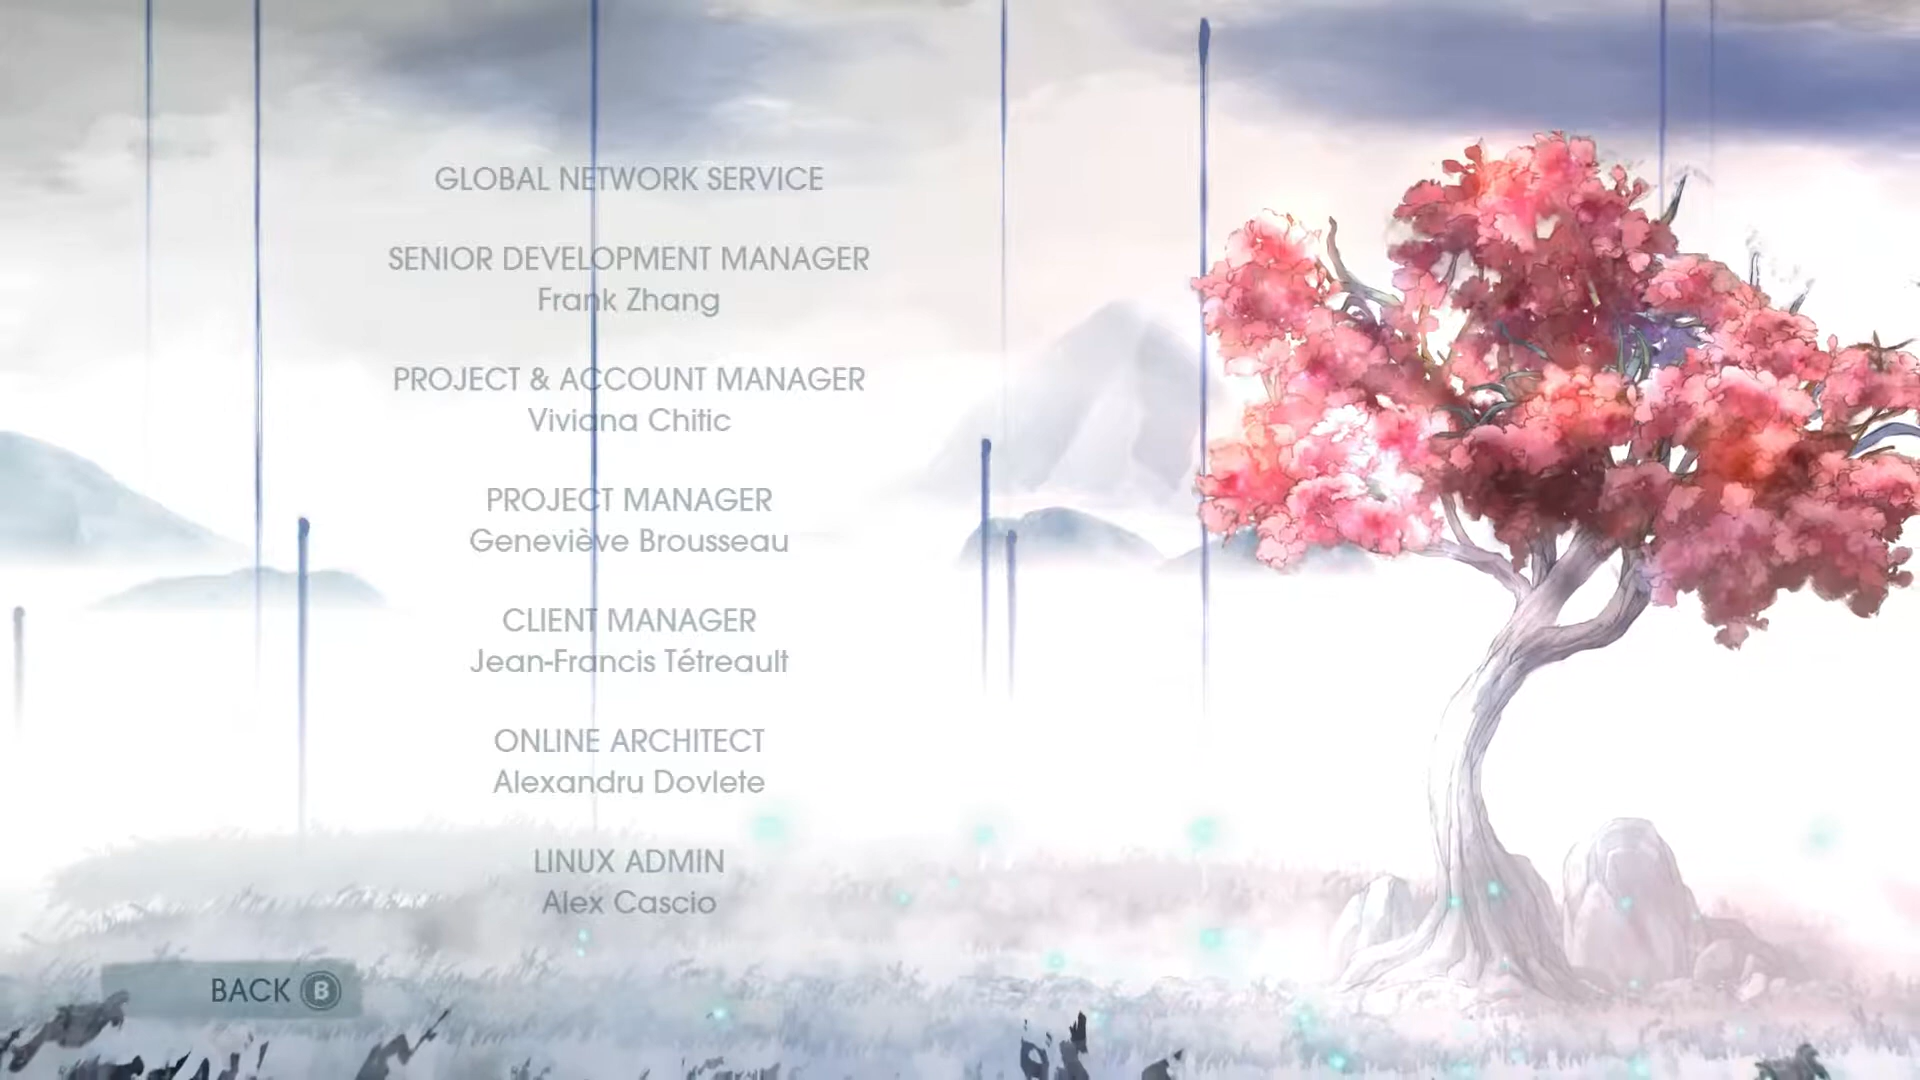 GLOBAL NETWORK SERVICE
SENIOR DEVELOPMENT MANAGER
Frank Zhang
PROJECT & ACCOUNT MANAGER
Viviana Chitic
PROJECT MANAGER
Geneviève Brousseau
CLIENT MANAGER
Jean-Francis Tétreault
ONLINE ARCHITECT
Alexandru Dovlete
LINUX ADMIN
Alex Cascio
BACK B